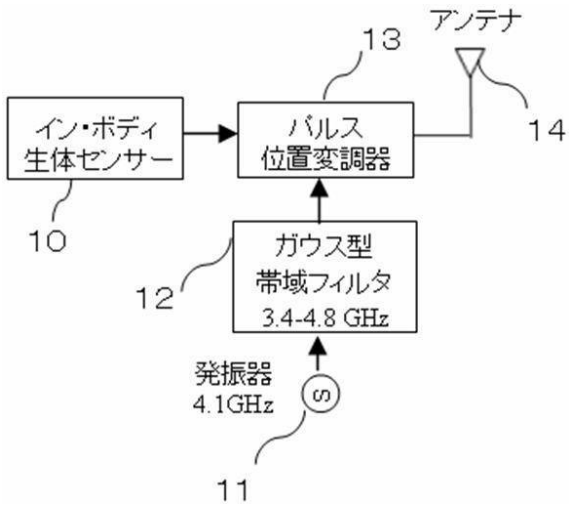 アンテナ
13
14
イン・ボディ
生体センサー
パルス
位置変調器
10
12
ガウス型
帯域フィルタ
3.4-4.8 GHz
発振器
4.1GHz
S
11